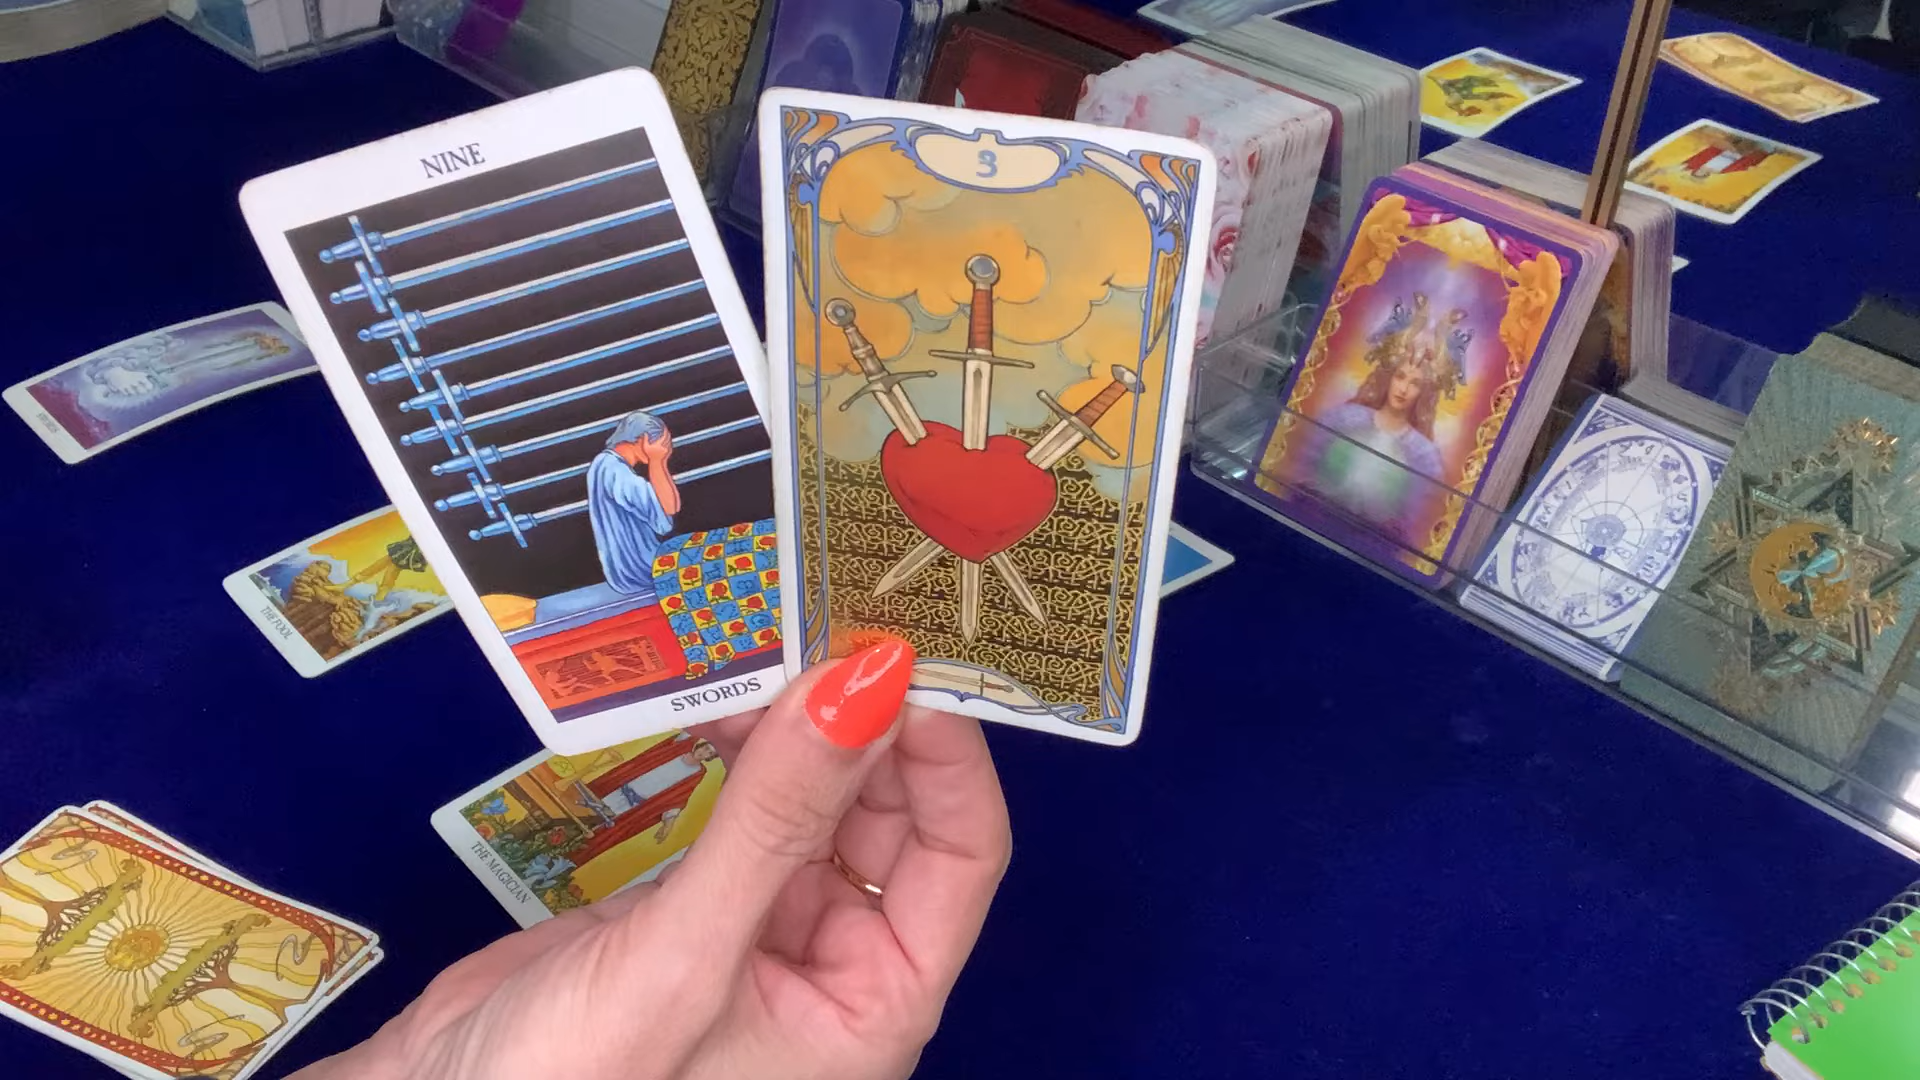 NINE
SWORDS
3
THE FOOL
THE MAGICIAN